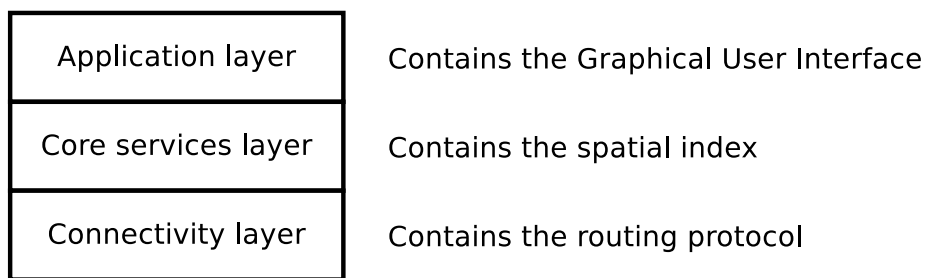 Application layer Contains the Graphical User Interface
Core services layer Contains the spatial index
Connectivity layer Contains the routing protocol